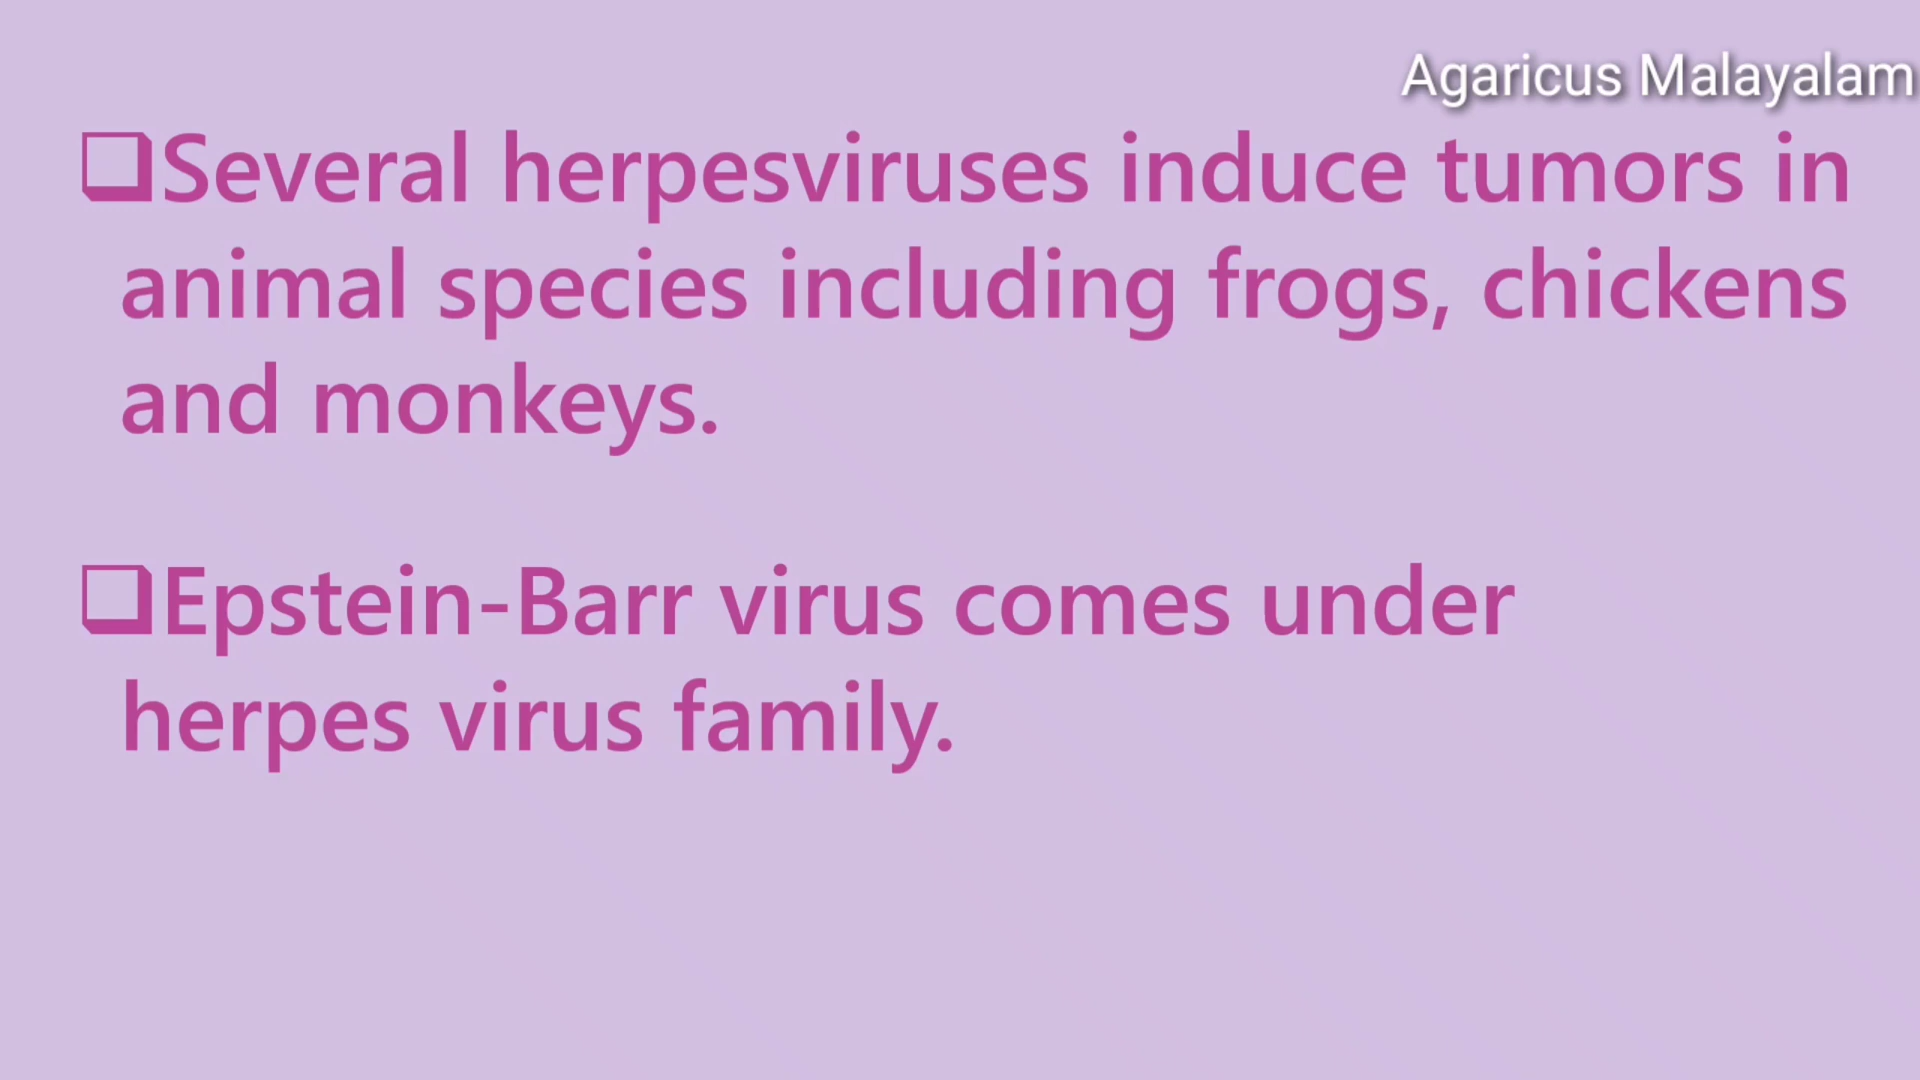 Agaricus Malayalam
❑Several herpesviruses induce tumors in
animal species including frogs, chickens
and monkeys.
❑Epstein-Barr virus comes under
herpes virus family.